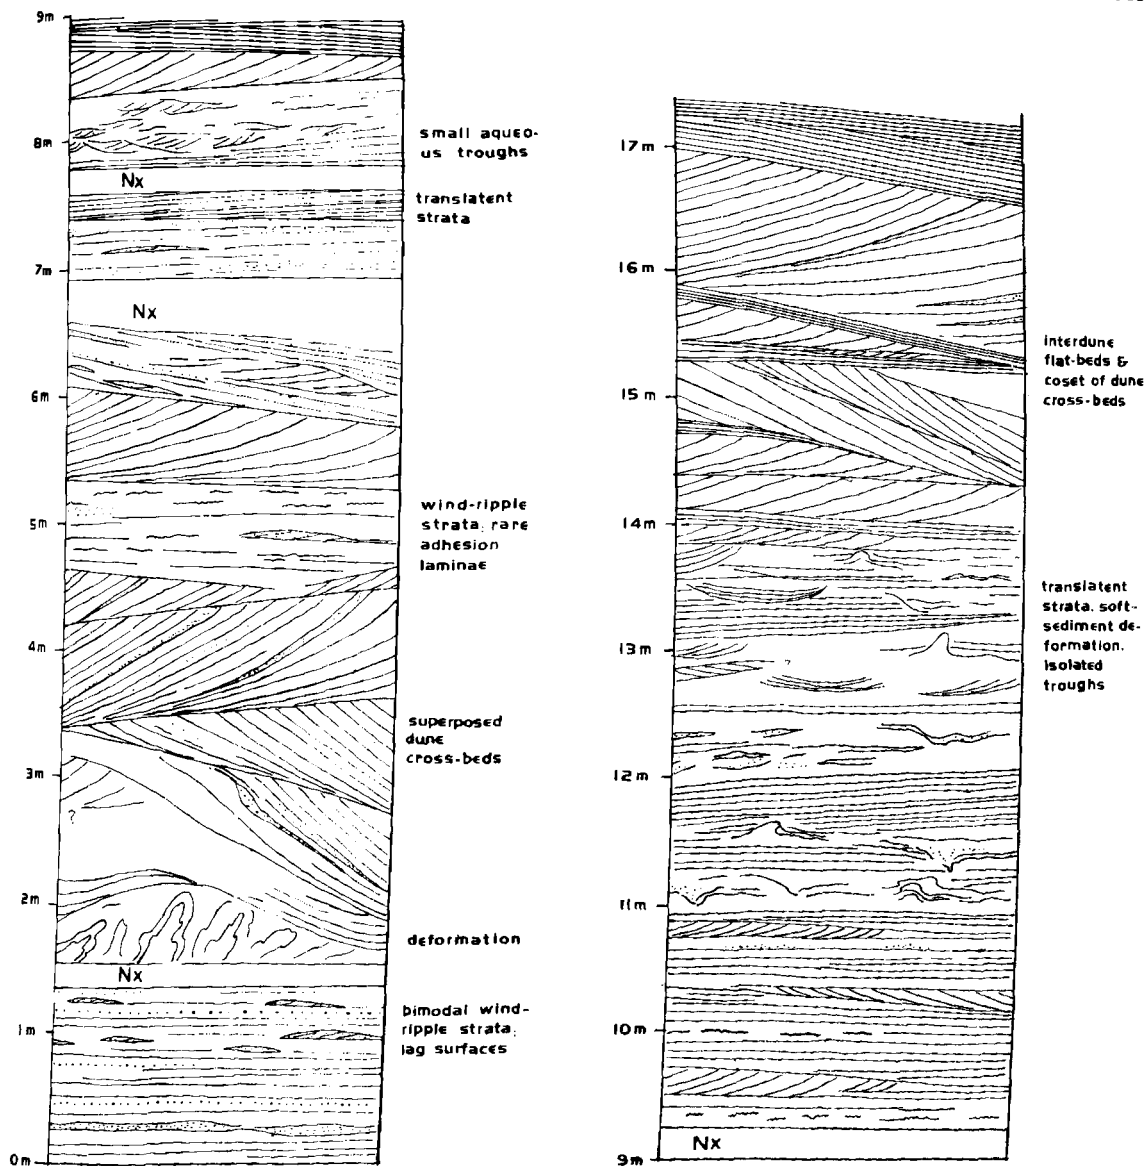 9m
8m
small aqueo-
us troughs
Nx
translatent
strata
7m
Nx
6m
5m
wind-ripple
strata; rare
adhesion
laminae
4m
superposed
dune
cross-beds
3m
?
2m
deformation
Nx
1m
bimodal wind-
ripple strata;
lag surfaces
0m
17m
16m
interdune
flat-beds &
coset of dune
cross-beds
15m
14m
translatent
strata, soft-
sediment de-
formation,
isolated
troughs
13m
?
12m
11m
10m
Nx
9m